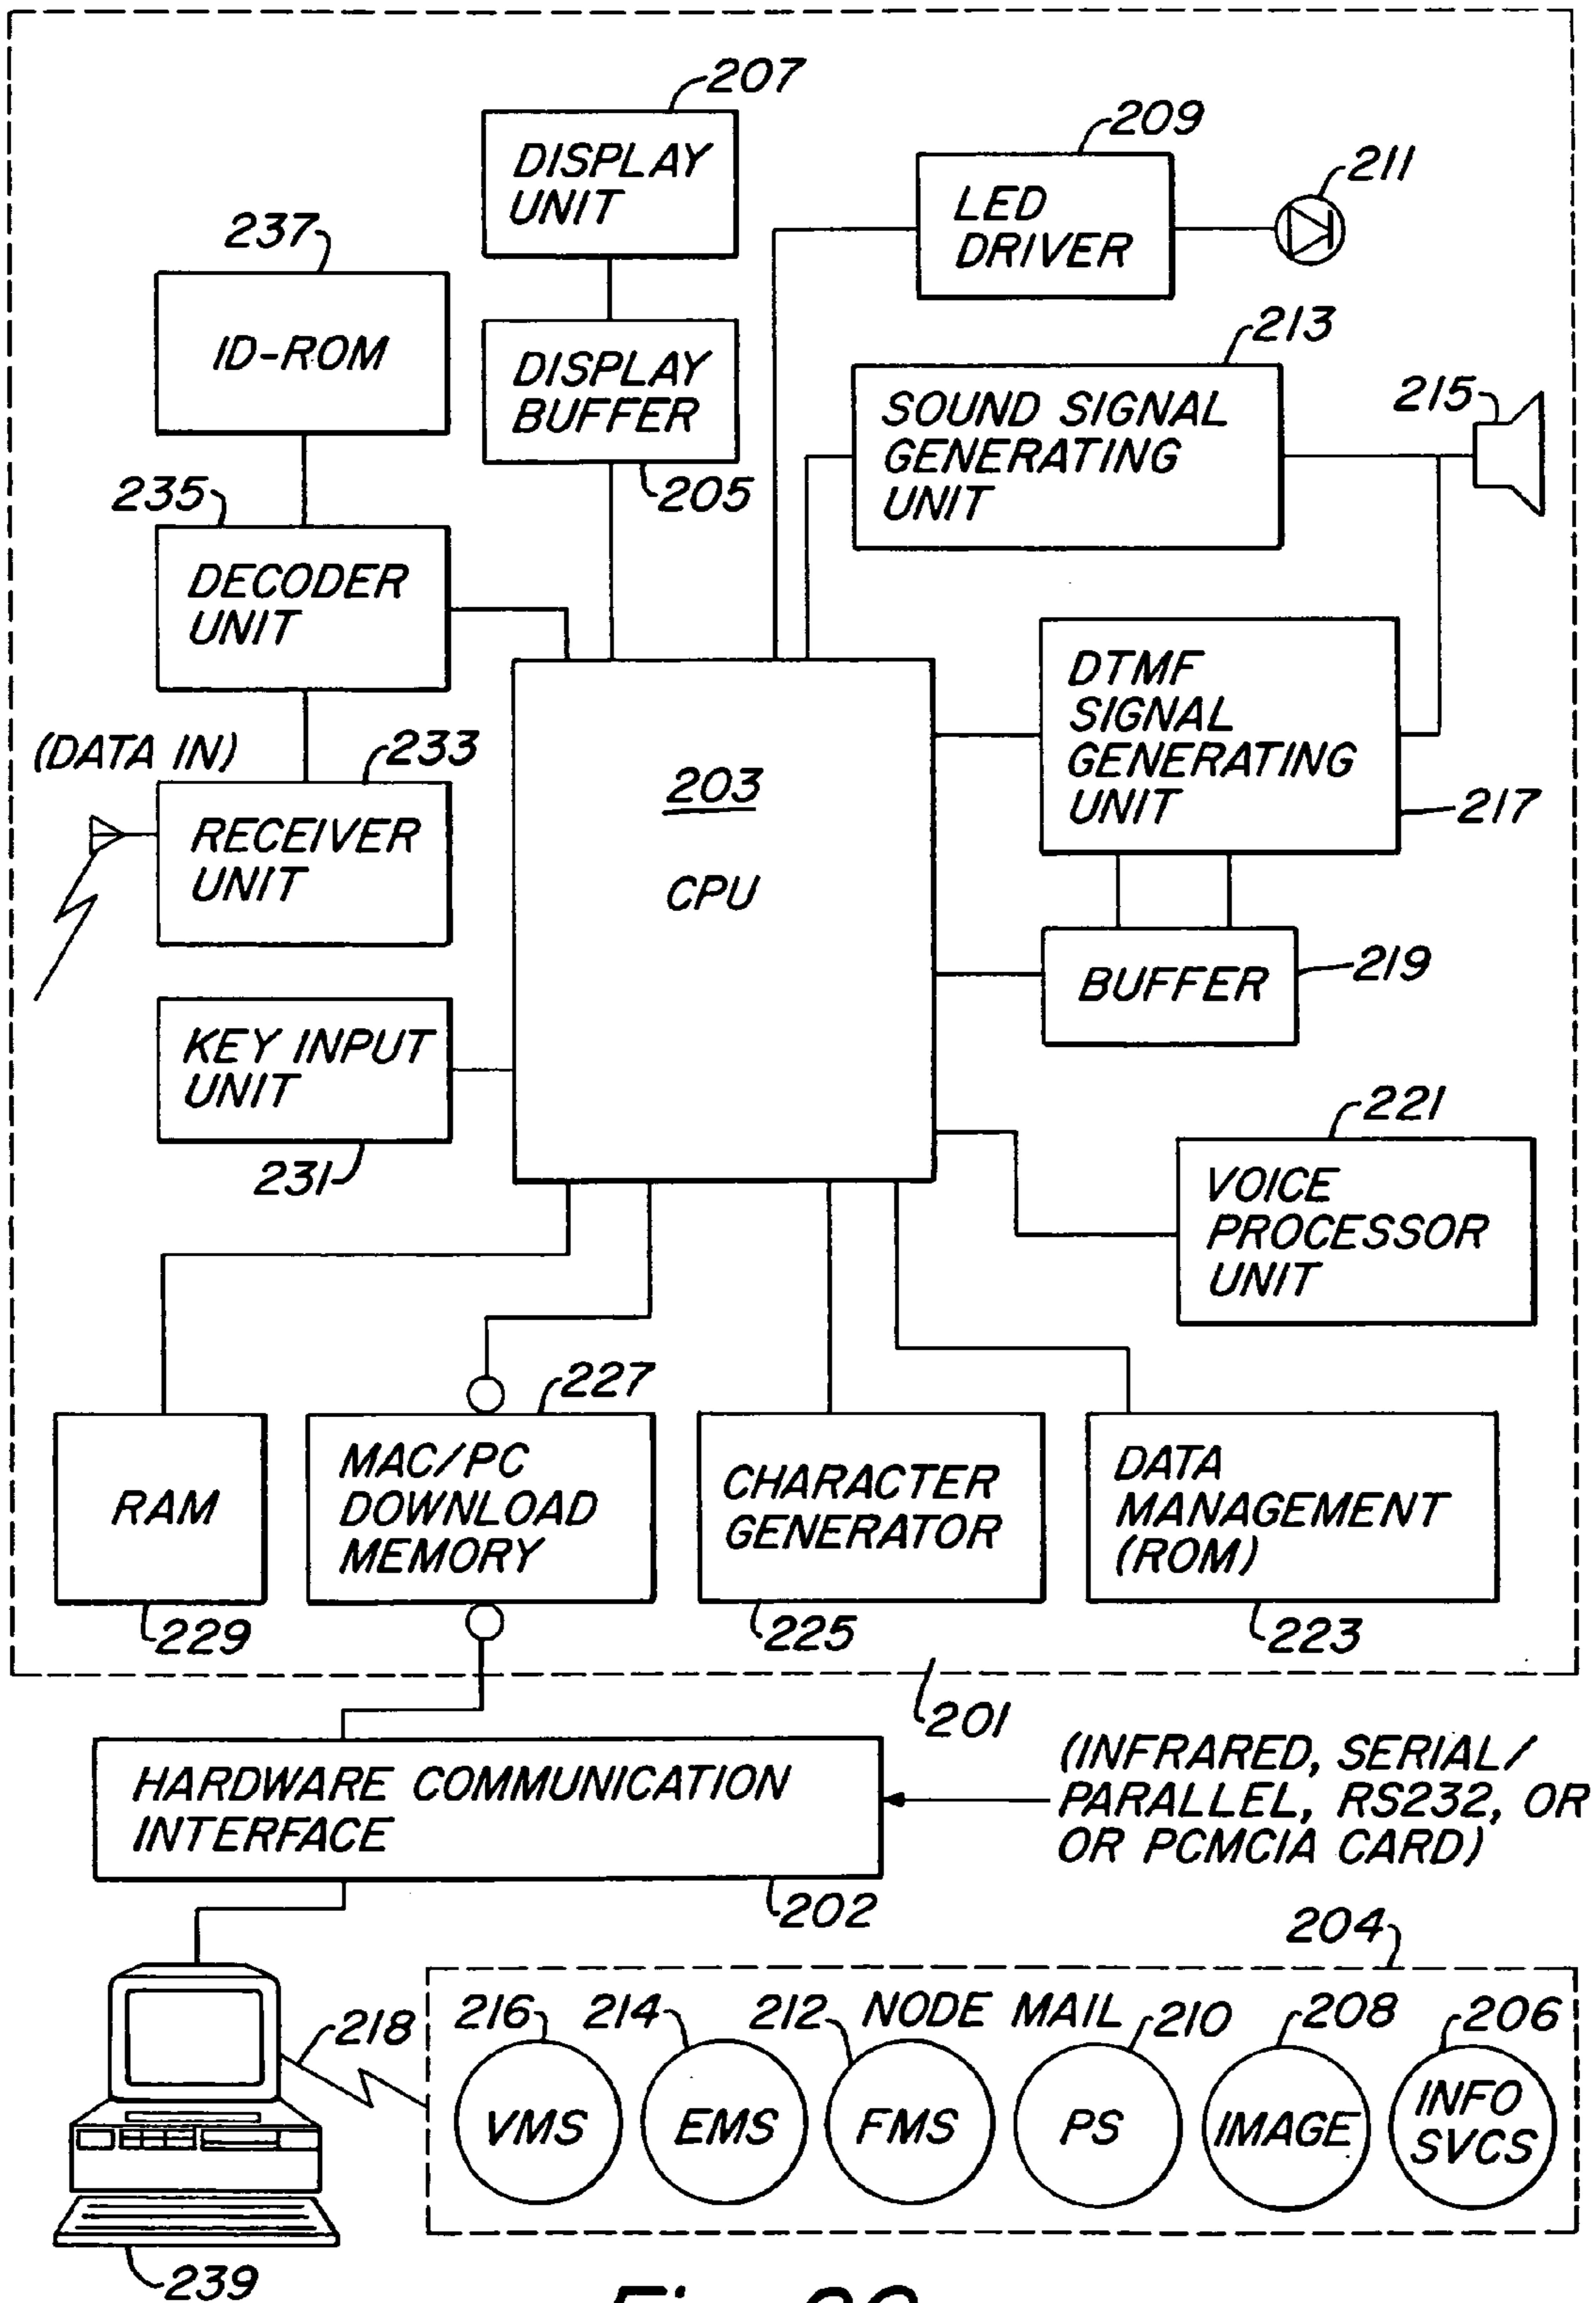 207
DISPLAY
UNIT
209
LED
DRIVER
211
237
ID-ROM
DISPLAY
BUFFER
205
213
SOUND SIGNAL
GENERATING
UNIT
215
235
DECODER
UNIT
DTMF
SIGNAL
GENERATING
UNIT
217
(DATA IN)
233
RECEIVER
UNIT
203
CPU
BUFFER
219
KEY INPUT
UNIT
231
221
VOICE
PROCESSOR
UNIT
RAM
229
227
MAC/PC
DOWNLOAD
MEMORY
CHARACTER
GENERATOR
225
DATA
MANAGEMENT
(ROM)
223
201
HARDWARE COMMUNICATION
INTERFACE
202
(INFRARED, SERIAL/
PARALLEL, RS232, OR
OR PCMCIA CARD)
204
218
216
214
212
NODE MAIL
210
208
206
VMS
EMS
FMS
PS
IMAGE
INFO
SVCS
239